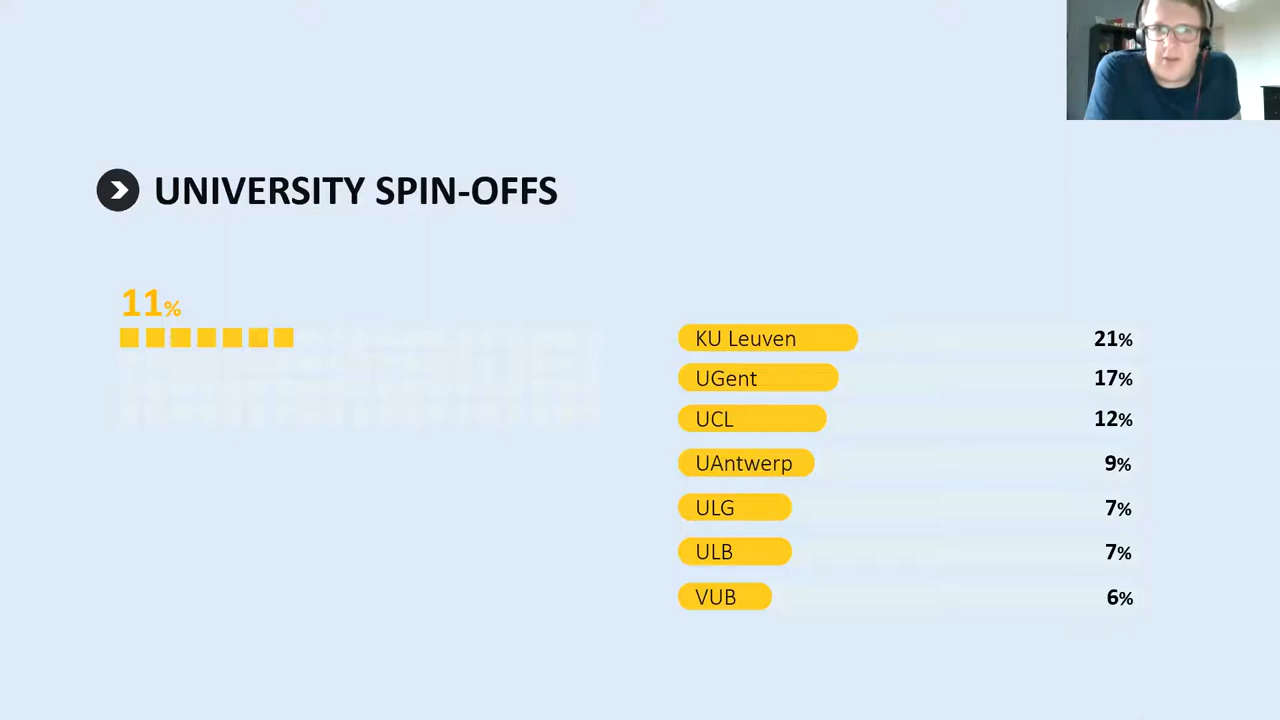 UNIVERSITY SPIN-OFFS
11%
KU Leuven 21%
UGent 17%
UCL 12%
UAntwerp 9%
ULG 7%
ULB 7%
VUB 6%